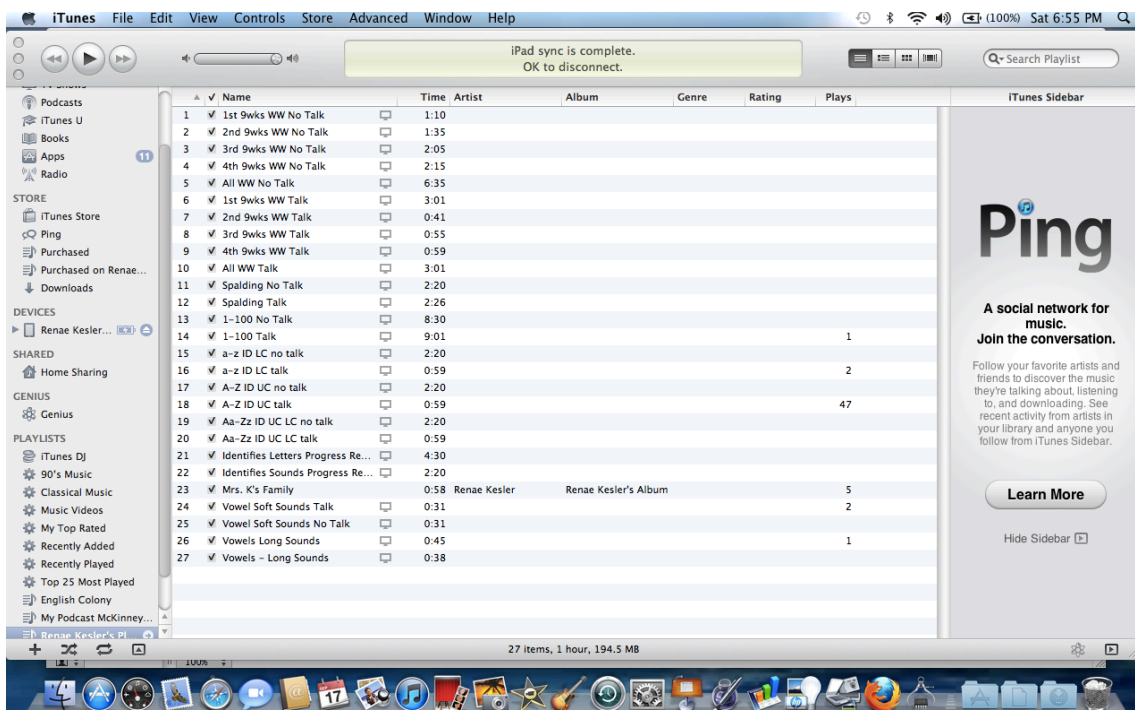 iTunes File Edit View Controls Store Advanced Window Help (100%) Sat 6:55 PM
iPad sync is complete.
OK to disconnect.
Search Playlist
TV Shows
Podcasts
iTunes U
Books
Apps 11
Radio
STORE
iTunes Store
Ping
Purchased
Purchased on Renae...
Downloads
DEVICES
Renae Kesler...
SHARED
Home Sharing
GENIUS
Genius
PLAYLISTS
iTunes DJ
90's Music
Classical Music
Music Videos
My Top Rated
Recently Added
Recently Played
Top 25 Most Played
English Colony
My Podcast McKinney...
Renae Kesler's Pl...
Name Time Artist Album Genre Rating Plays
1 1st 9wks WW No Talk 1:10
2 2nd 9wks WW No Talk 1:35
3 3rd 9wks WW No Talk 2:05
4 4th 9wks WW No Talk 2:15
5 All WW No Talk 6:35
6 1st 9wks WW Talk 3:01
7 2nd 9wks WW Talk 0:41
8 3rd 9wks WW Talk 0:55
9 4th 9wks WW Talk 0:59
10 All WW Talk 3:01
11 Spalding No Talk 2:20
12 Spalding Talk 2:26
13 1-100 No Talk 8:30
14 1-100 Talk 9:01 1
15 a-z ID LC no talk 2:20
16 a-z ID LC talk 0:59 2
17 A-Z ID UC no talk 2:20
18 A-Z ID UC talk 0:59 47
19 Aa-Zz ID UC LC no talk 2:20
20 Aa-Zz ID UC LC talk 0:59
21 Identifies Letters Progress Re... 4:30
22 Identifies Sounds Progress Re... 2:20
23 Mrs. K's Family 0:58 Renae Kesler Renae Kesler's Album 5
24 Vowel Soft Sounds Talk 0:31 2
25 Vowel Soft Sounds No Talk 0:31
26 Vowels Long Sounds 0:45 1
27 Vowels - Long Sounds 0:38
iTunes Sidebar
Ping
A social network for
music.
Join the conversation.
Follow your favorite artists and
friends to discover the music
they're talking about, listening
to, and downloading. See
recent activity from artists in
your library and anyone you
follow from iTunes Sidebar.
Learn More
Hide Sidebar
27 items, 1 hour, 194.5 MB
100%
17